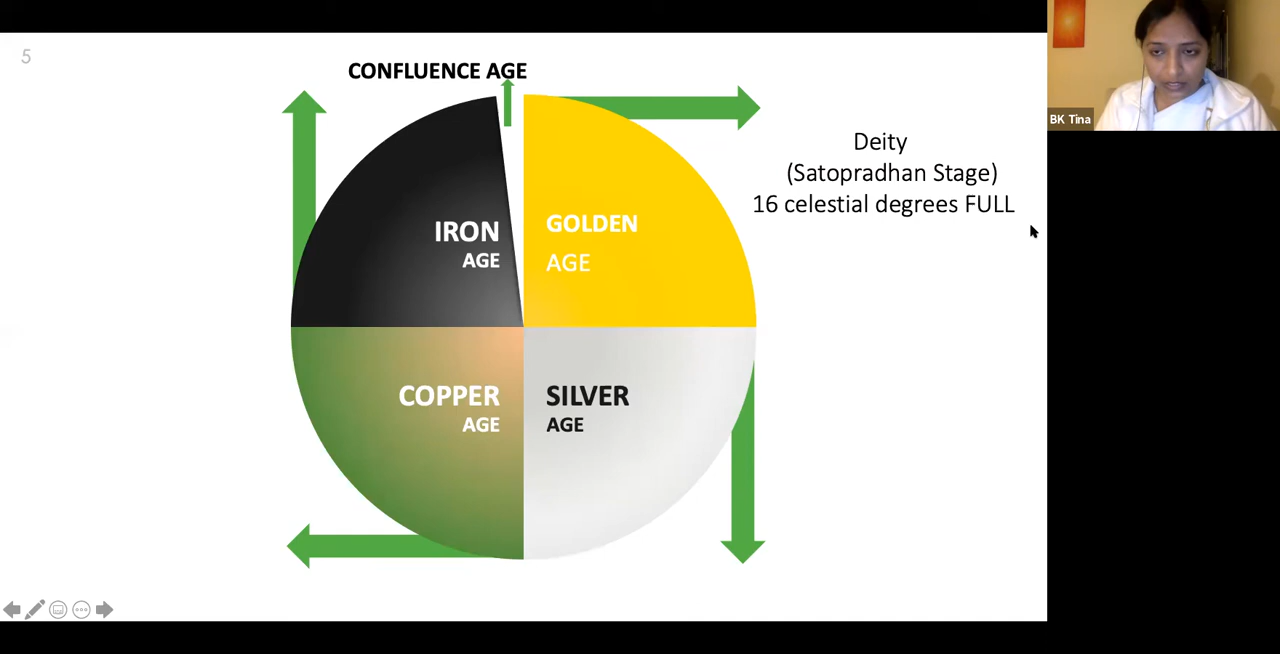 5
CONFLUENCE AGE
BK Tina
Deity
(Satopradhan Stage)
16 celestial degrees FULL
IRON
AGE
GOLDEN
AGE
COPPER
AGE
SILVER
AGE